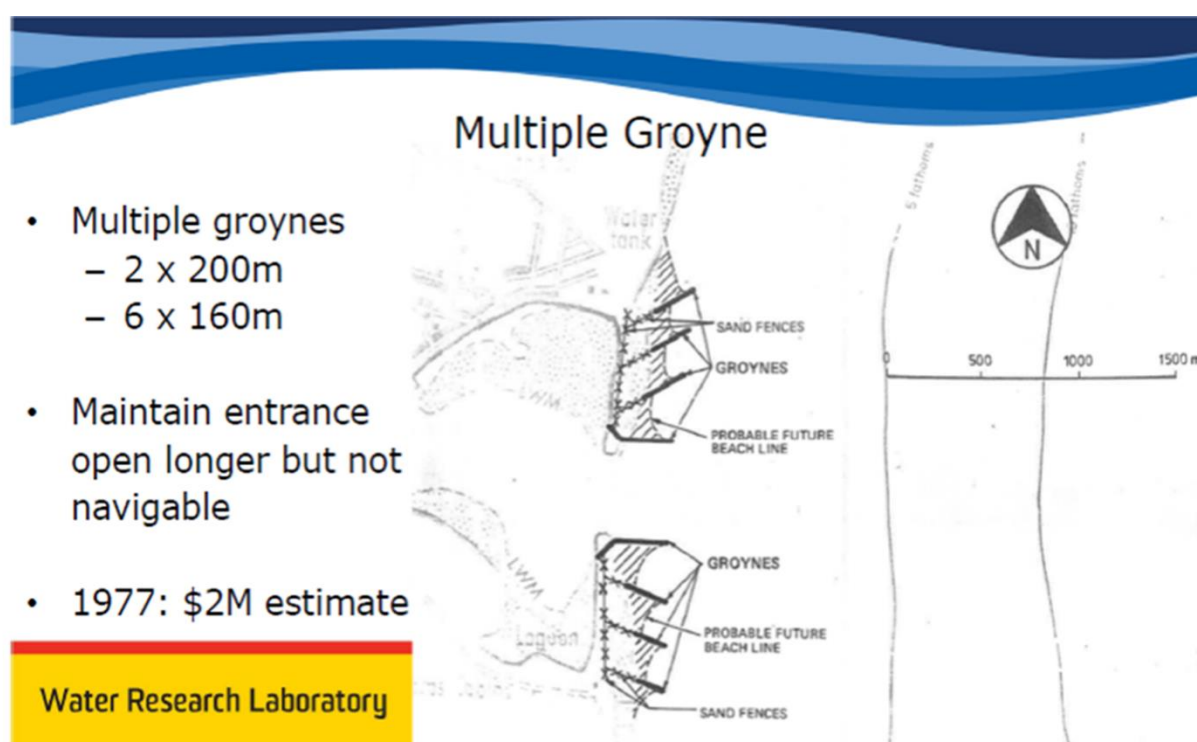 Multiple Groyne
• Multiple groynes
– 2 x 200m
– 6 x 160m
• Maintain entrance
open longer but not
navigable
• 1977: $2M estimate
Water Research Laboratory
Water
tank
SAND FENCES
GROYNES
LWM
PROBABLE FUTURE
BEACH LINE
GROYNES
LWM
PROBABLE FUTURE
BEACH LINE
Lagoon
SAND FENCES
5 fathoms
fathoms
N
0 500 1000 1500 m